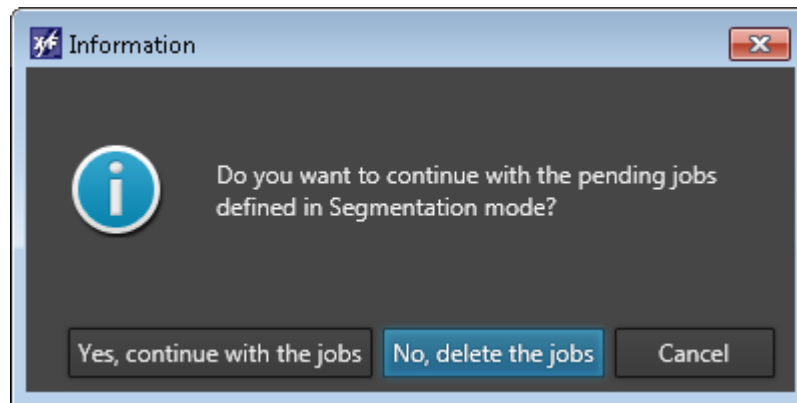 Information
Do you want to continue with the pending jobs
defined in Segmentation mode?
Yes, continue with the jobs No, delete the jobs Cancel